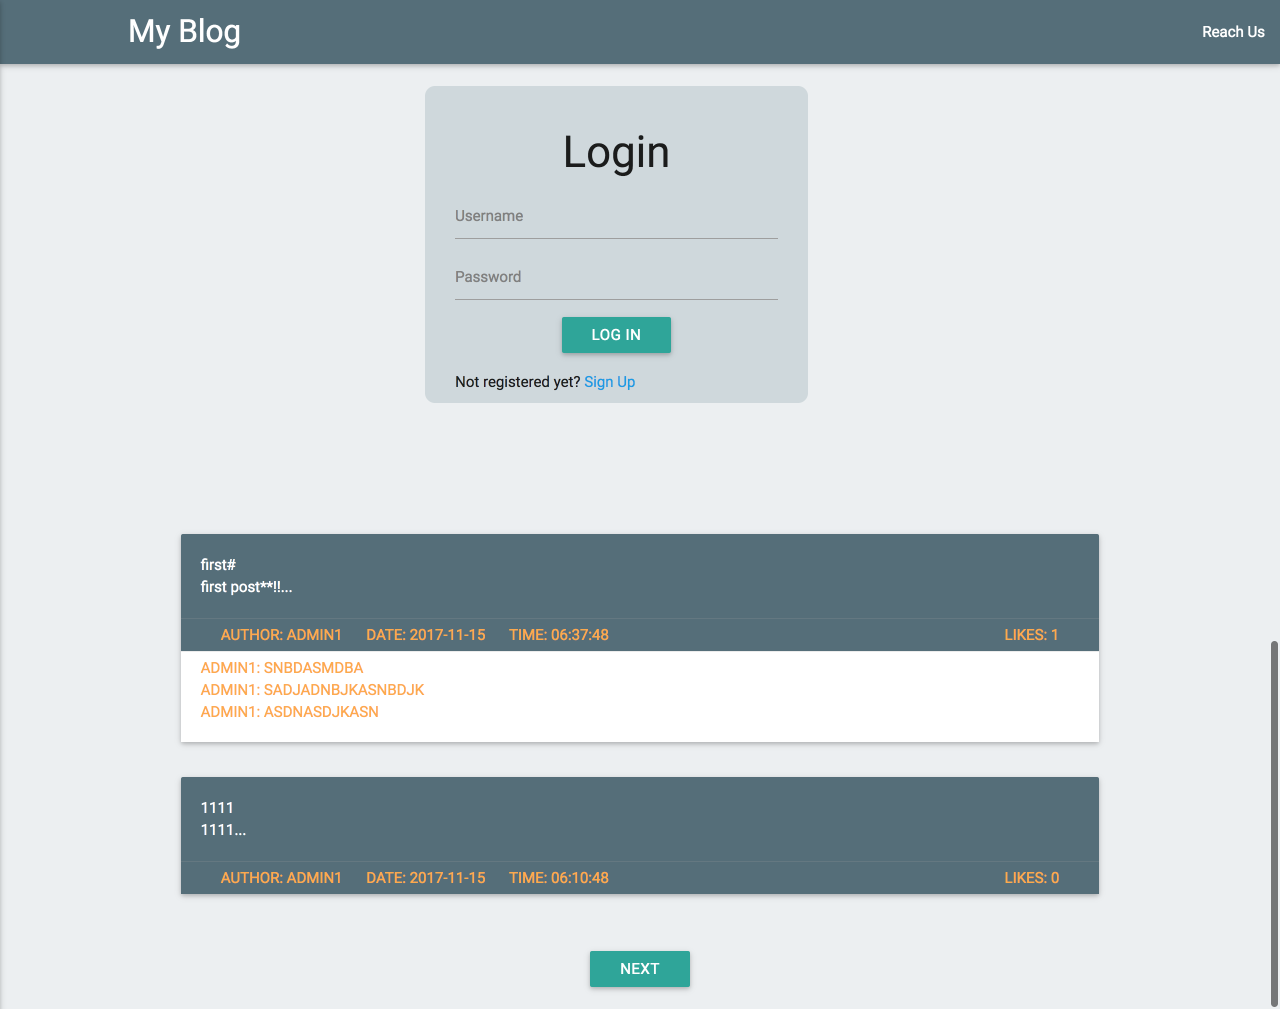 My Blog
Reach Us
Login
Username
Password
LOG IN
Not registered yet? Sign Up
first#
first post**!!...
AUTHOR: ADMIN1 DATE: 2017-11-15 TIME: 06:37:48 LIKES: 1
ADMIN1: SNBDASMDBA
ADMIN1: SADJADNBJKASNBDJK
ADMIN1: ASDNASDJKASN
1111
1111...
AUTHOR: ADMIN1 DATE: 2017-11-15 TIME: 06:10:48 LIKES: 0
NEXT